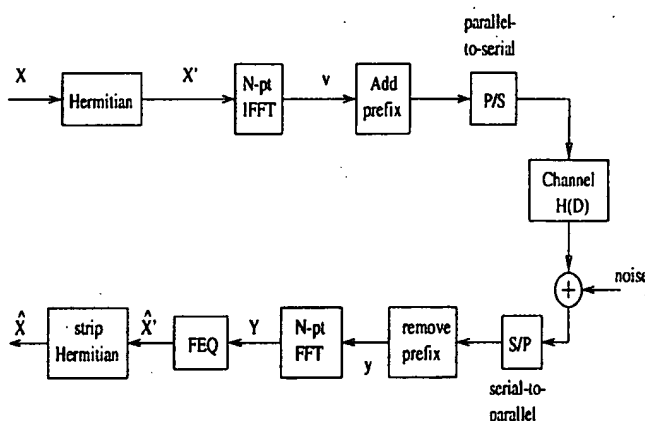 parallel-
to-serial
X
Hermitian
X'
N-pt
IFFT
v
Add
prefix
P/S
Channel
H(D)
+
noise
X̂
strip
Hermitian
X̂'
FEQ
Y
N-pt
FFT
y
remove
prefix
S/P
serial-to-
parallel